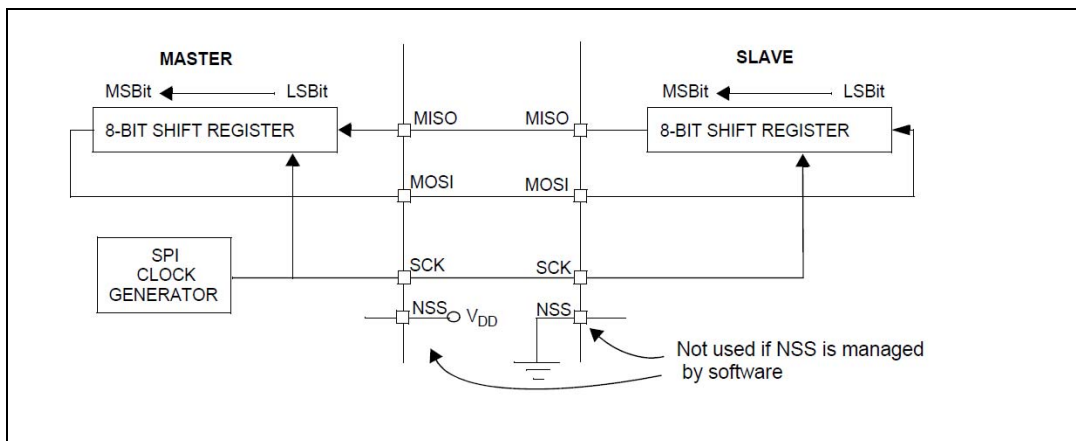 MASTER
SLAVE
MSBit LSBit
MSBit LSBit
8-BIT SHIFT REGISTER
MISO
MISO
8-BIT SHIFT REGISTER
MOSI
MOSI
SPI
CLOCK
GENERATOR
SCK
SCK
NSS
VDD
NSS
Not used if NSS is managed
by software